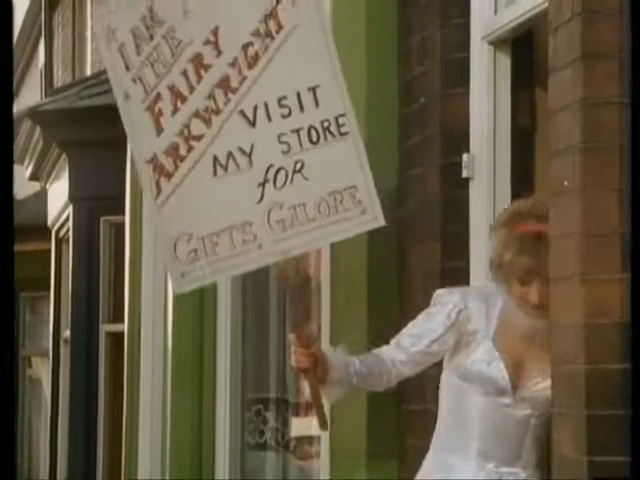 I AM
THE
FAIRY
ARKWRIGHT
VISIT
MY STORE
fOR
GIFTS GALORE